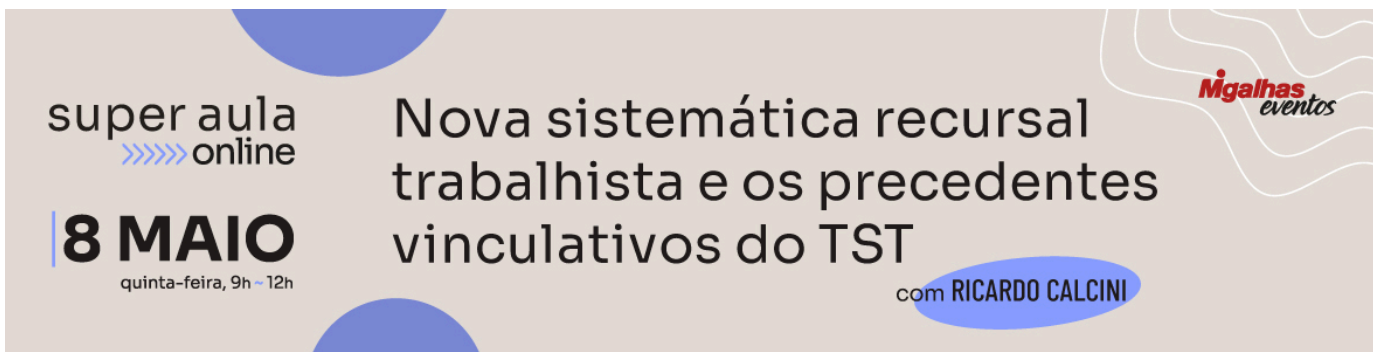 super aula
»»» online
8 MAIO
quinta-feira, 9h ~ 12h
Nova sistemática recursal
trabalhista e os precedentes
vinculativos do TST
com RICARDO CALCINI
Migalhas
eventos